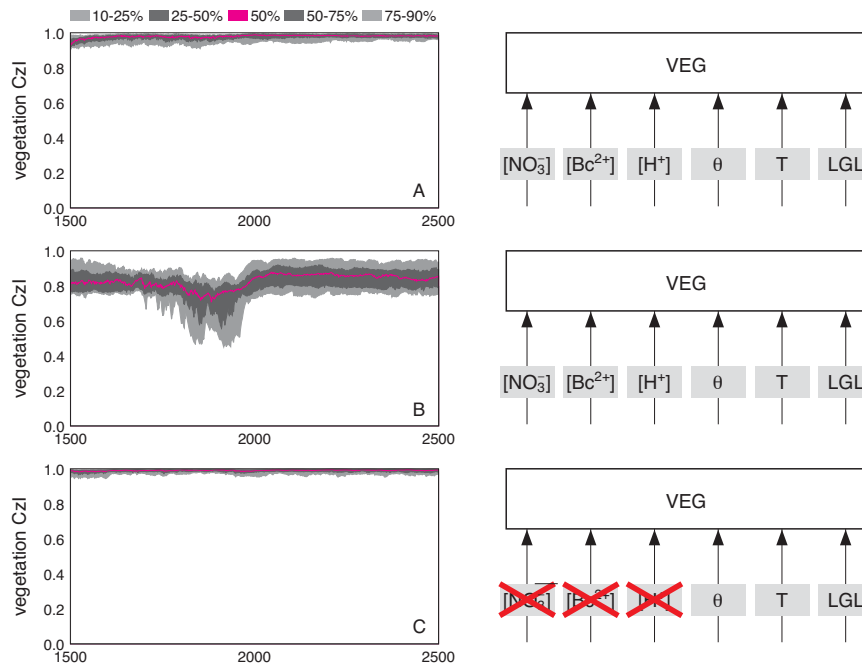 10-25% 25-50% 50% 50-75% 75-90%
vegetation CzI
1.0
0.8
0.6
0.4
0.2
0.0
A
1500 2000 2500
VEG
[NO₃⁻] [Bc²⁺] [H⁺] θ T LGL
vegetation CzI
1.0
0.8
0.6
0.4
0.2
0.0
B
1500 2000 2500
VEG
[NO₃⁻] [Bc²⁺] [H⁺] θ T LGL
vegetation CzI
1.0
0.8
0.6
0.4
0.2
0.0
C
1500 2000 2500
VEG
[NO₃⁻] [Bc²⁺] [H⁺] θ T LGL